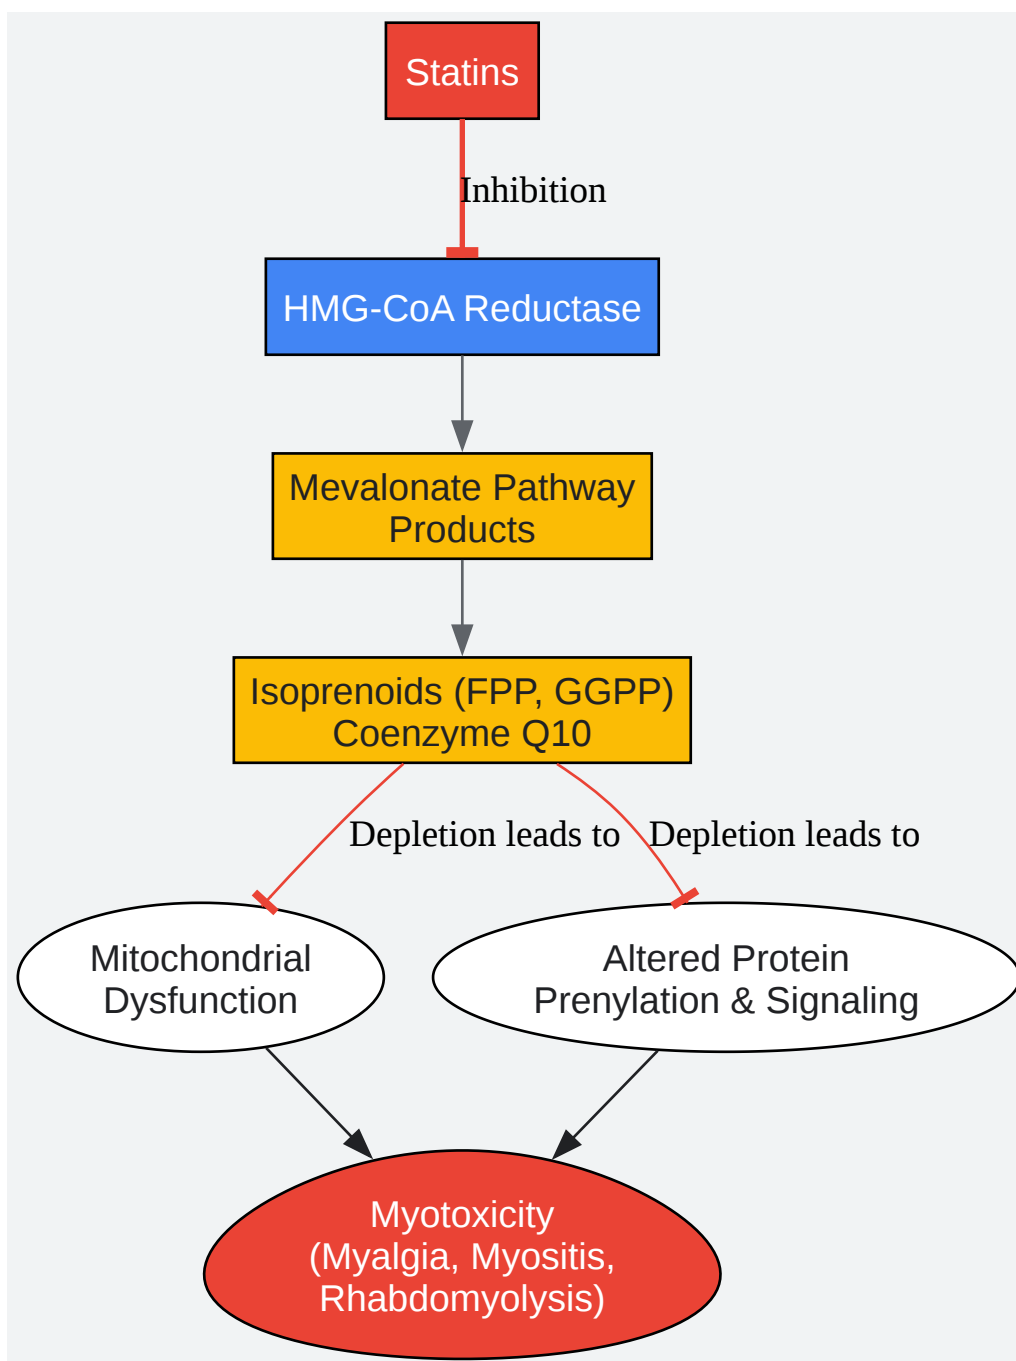 Statins
Inhibition
HMG-CoA Reductase
Mevalonate Pathway
Products
Isoprenoids (FPP, GGPP)
Coenzyme Q10
Depletion leads to
Depletion leads to
Mitochondrial
Dysfunction
Altered Protein
Prenylation & Signaling
Myotoxicity
(Myalgia, Myositis,
Rhabdomyolysis)